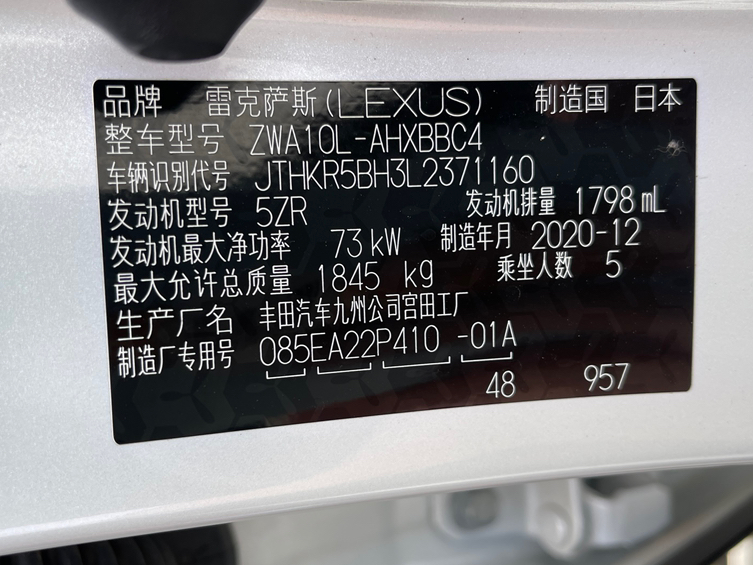 品牌 雷克萨斯(LEXUS) 制造国 日本
整车型号 ZWA10L-AHXBBC4
车辆识别代号 JTHKR5BH3L2371160
发动机型号 5ZR 发动机排量 1798 mL
发动机最大净功率 73 kW 制造年月 2020-12
最大允许总质量 1845 kg 乘坐人数 5
生产厂名 丰田汽车九州公司宫田工厂
制造厂专用号 085EA22P410 -01A
48 957